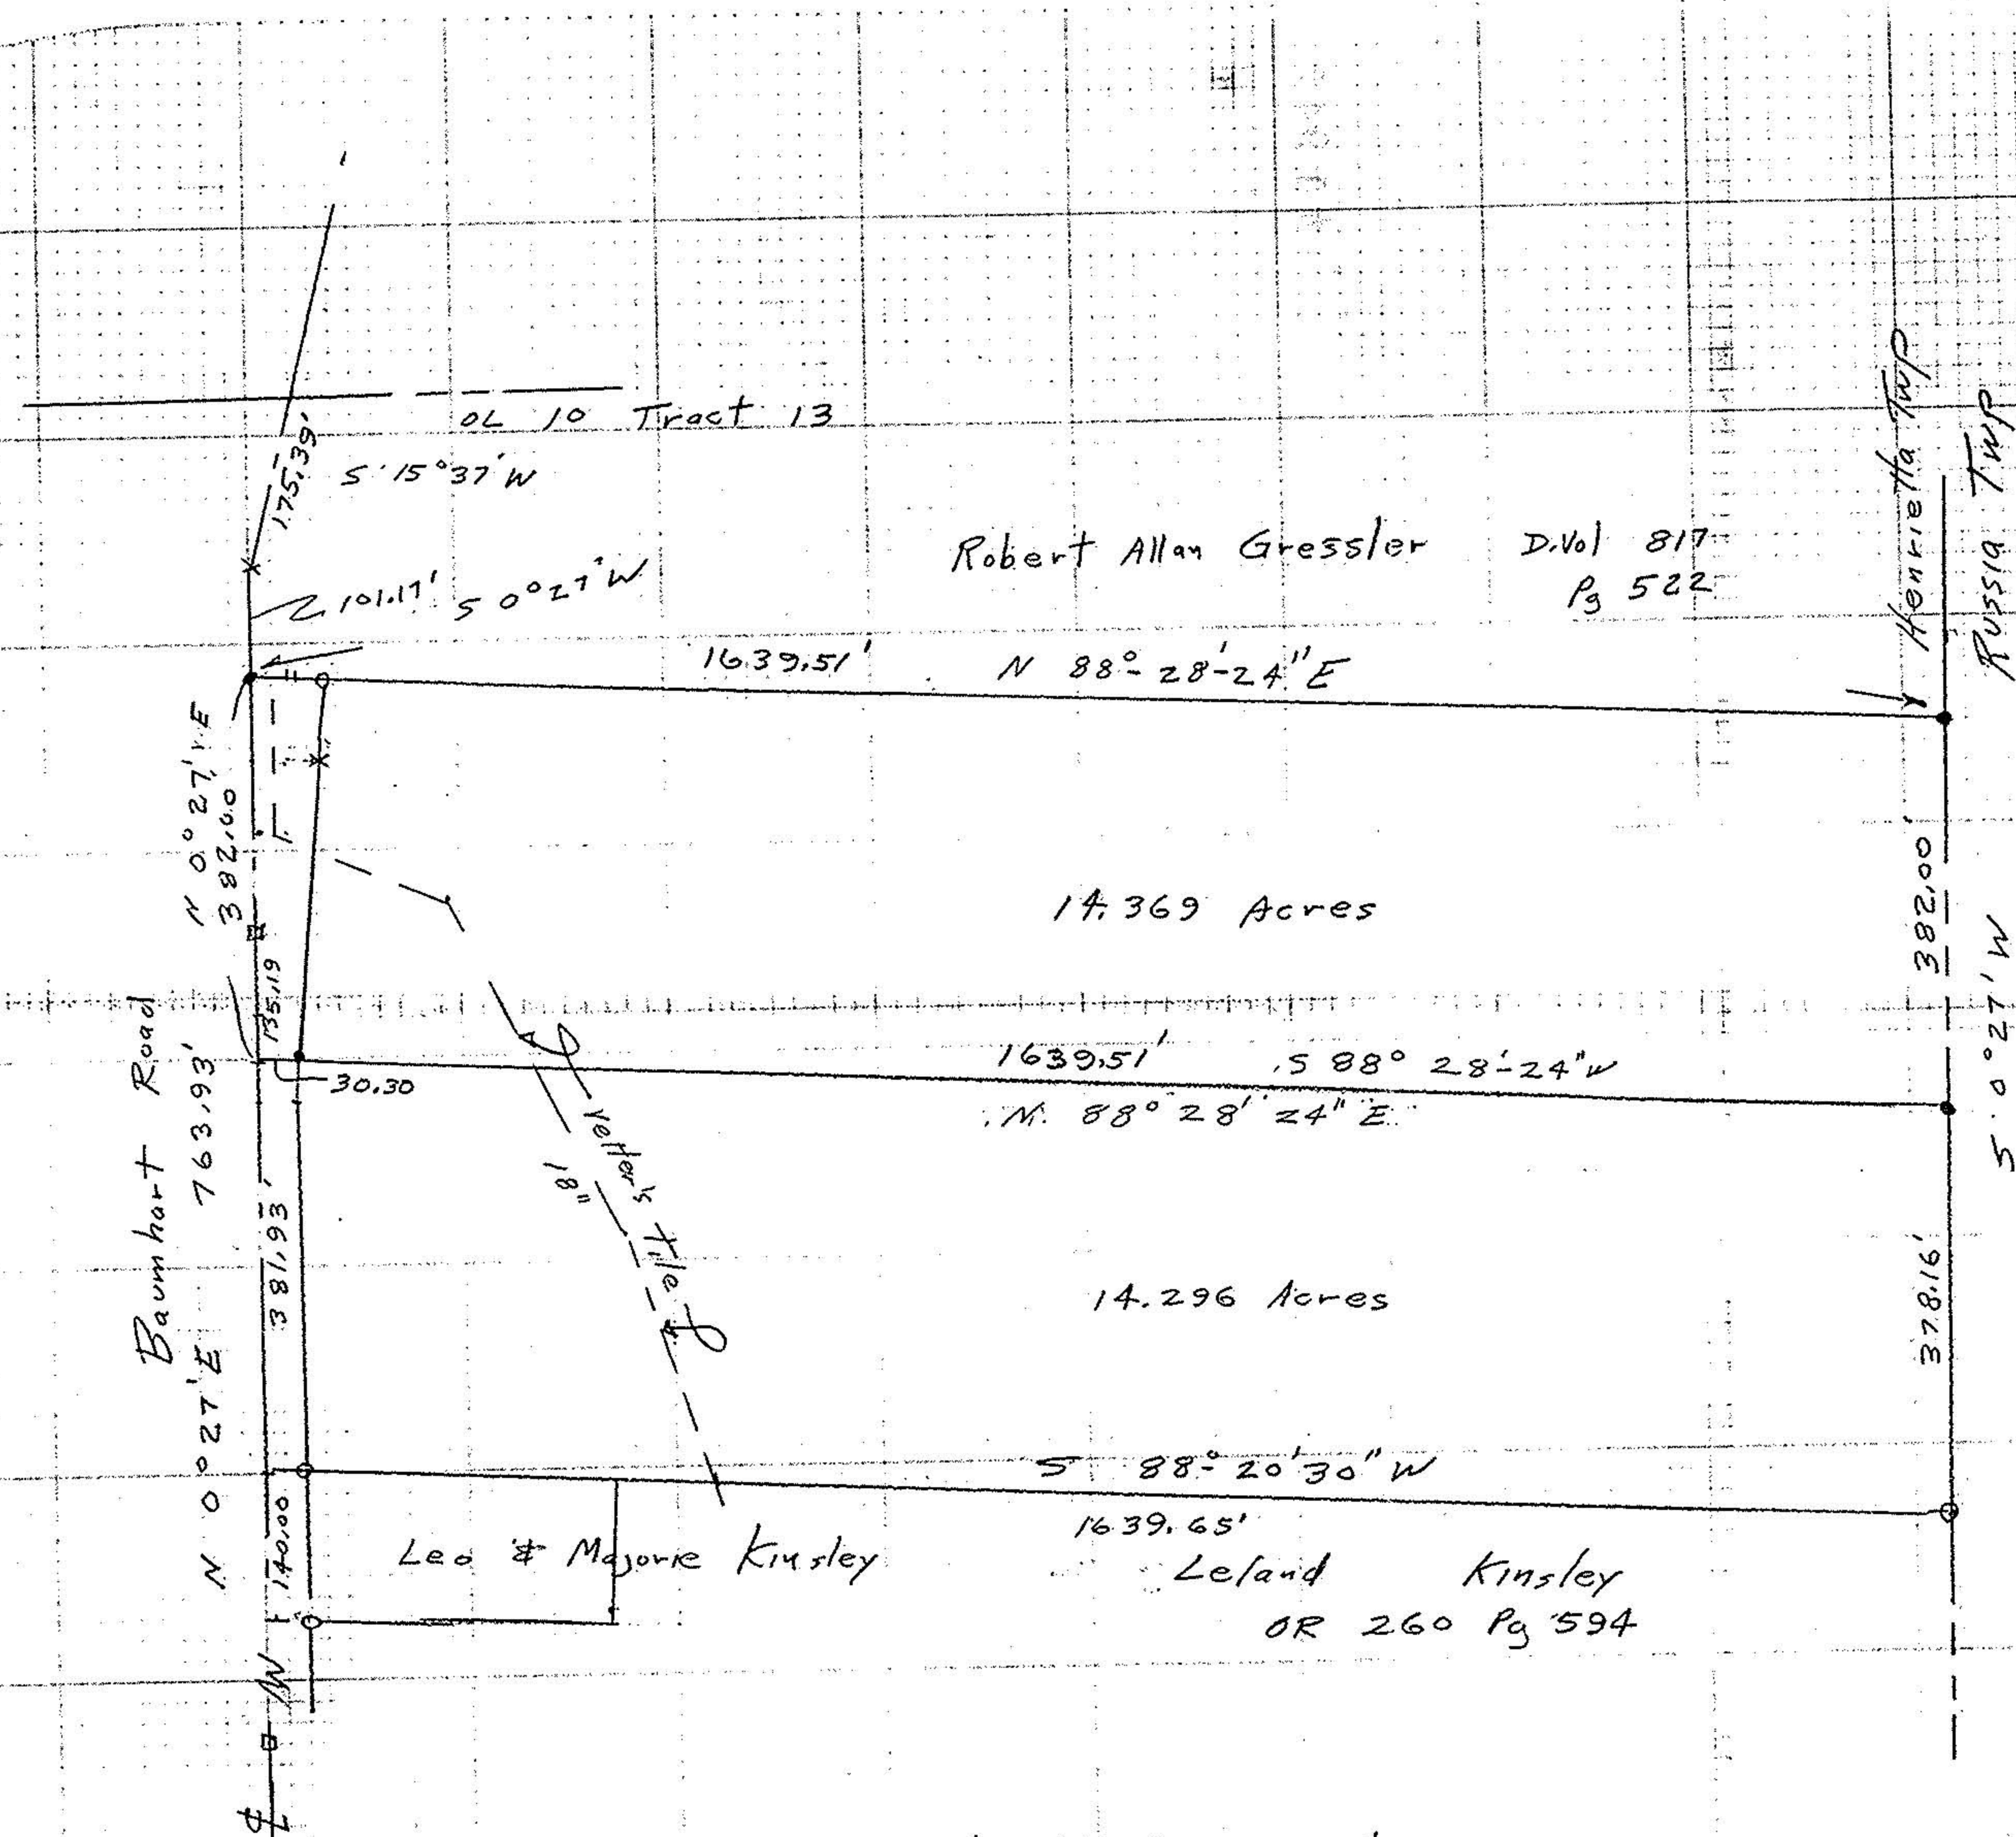 OL 10 Tract 13
175.39'
S 15°37' W
101.17' S 0°27' W
Robert Allan Gressler D.Vol 817
Pg 522
Henrietta Twp
Russia Twp
1639.51' N 88°-28'-24" E
N 0°27' E
382.00
14.369 Acres
382.00'
S 0°27' W
135.19
30.30
1639.51' S 88° 28'-24" W
N. 88° 28' 24" E
Baumhart Road
763.93'
N 0°27' E
381.93'
Vetter's Tile
18"
14.296 Acres
378.16'
S 88° 20' 30" W
1639.65'
140.00
Leo & Majorie Kinsley
Leland Kinsley
OR 260 Pg 594